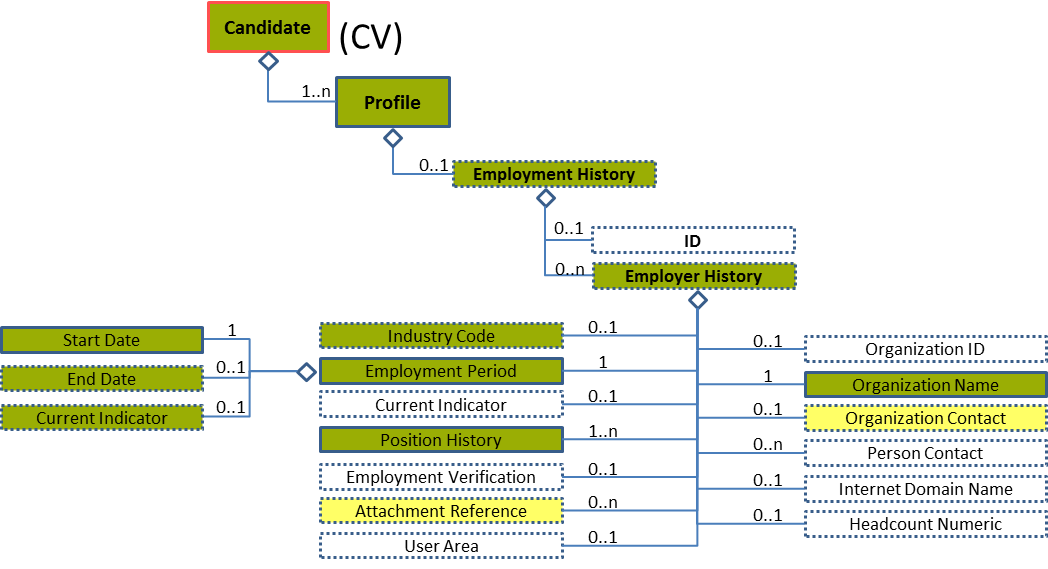 Candidate
(CV)
1..n
Profile
0..1
Employment History
0..1
ID
0..n
Employer History
Start Date
1
End Date
0..1
Current Indicator
0..1
Industry Code
0..1
Employment Period
1
Current Indicator
0..1
Position History
1..n
Employment Verification
0..1
Attachment Reference
0..n
User Area
0..1
0..1
Organization ID
1
Organization Name
0..1
Organization Contact
0..n
Person Contact
0..1
Internet Domain Name
0..1
Headcount Numeric